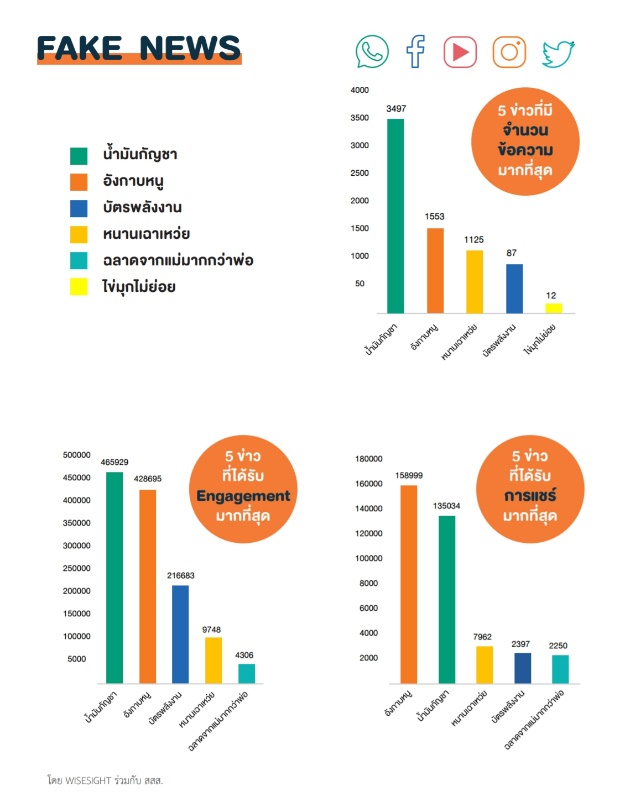 FAKE NEWS
น้ำมันกัญชา
อังกาบหนู
บัตรพลังงาน
หนานเฉาเหว่ย
ฉลาดจากแม่มากกว่าพ่อ
ไข่มุกไม่ย่อย
5 ข่าวที่มี
จำนวน
ข้อความ
มากที่สุด
4000
3500
3000
2500
2000
1500
1000
50
3497
1553
1125
87
12
น้ำมันกัญชา
อังกาบหนู
หนานเฉาเหว่ย
บัตรพลังงาน
ไข่มุกไม่ย่อย
5 ข่าว
ที่ได้รับ
Engagement
มากที่สุด
500000
450000
400000
350000
300000
250000
200000
150000
100000
5000
465929
428695
216683
9748
4306
น้ำมันกัญชา
อังกาบหนู
บัตรพลังงาน
หนานเฉาเหว่ย
ฉลาดจากแม่มากกว่าพ่อ
5 ข่าว
ที่ได้รับ
การแชร์
มากที่สุด
180000
160000
140000
120000
100000
8000
6000
4000
2000
158999
135034
7962
2397
2250
อังกาบหนู
น้ำมันกัญชา
หนานเฉาเหว่ย
บัตรพลังงาน
ฉลาดจากแม่มากกว่าพ่อ
โดย WISESIGHT ร่วมกับ สสส.